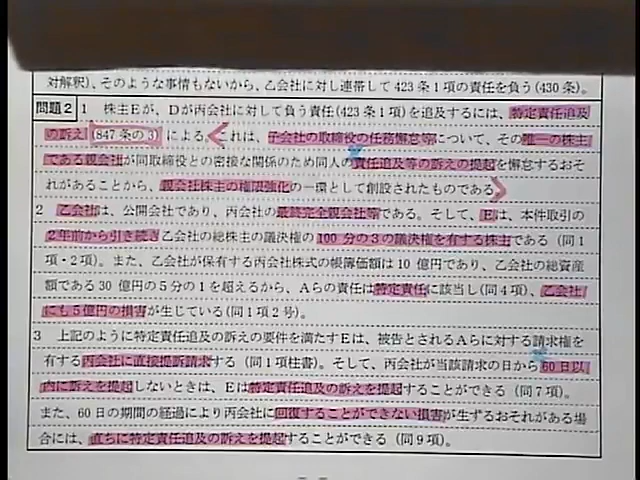 対解釈)、そのような事情もないから、乙会社に対し連帯して 423 条 1 項の責任を負う (430 条)。
問題2 1 株主Eが、Dが丙会社に対して負う責任 (423 条 1 項) を追及するには、特定責任追及
の訴え (847 条の 3) による。これは、子会社の取締役の任務懈怠等について、その唯一の株主
である親会社が同取締役との密接な関係のため同人の責任追及等の訴えの提起を懈怠するおそ
れがあることから、親会社株主の権限強化の一環として創設されたものである。
2 乙会社は、公開会社であり、丙会社の最終完全親会社等である。そして、Eは、本件取引の
2年前から引き続き乙会社の総株主の議決権の 100 分の 3 の議決権を有する株主である (同 1
項・2 項)。また、乙会社が保有する丙会社株式の帳簿価額は 10 億円であり、乙会社の総資産
額である 30 億円の 5 分の 1 を超えるから、Aらの責任は特定責任に該当し (同 4 項)、乙会社
にも 5 億円の損害が生じている (同 1 項 2 号)。
3 上記のように特定責任追及の訴えの要件を満たすEは、被告とされるAらに対する請求権を
有する丙会社に直接提訴請求する (同 1 項柱書)。そして、丙会社が当該請求の日から 60 日以
内に訴えを提起しないときは、Eは特定責任追及の訴えを提起することができる (同 7 項)。
また、60 日の期間の経過により丙会社に回復することができない損害が生ずるおそれがある場
合には、直ちに特定責任追及の訴えを提起することができる (同 9 項)。